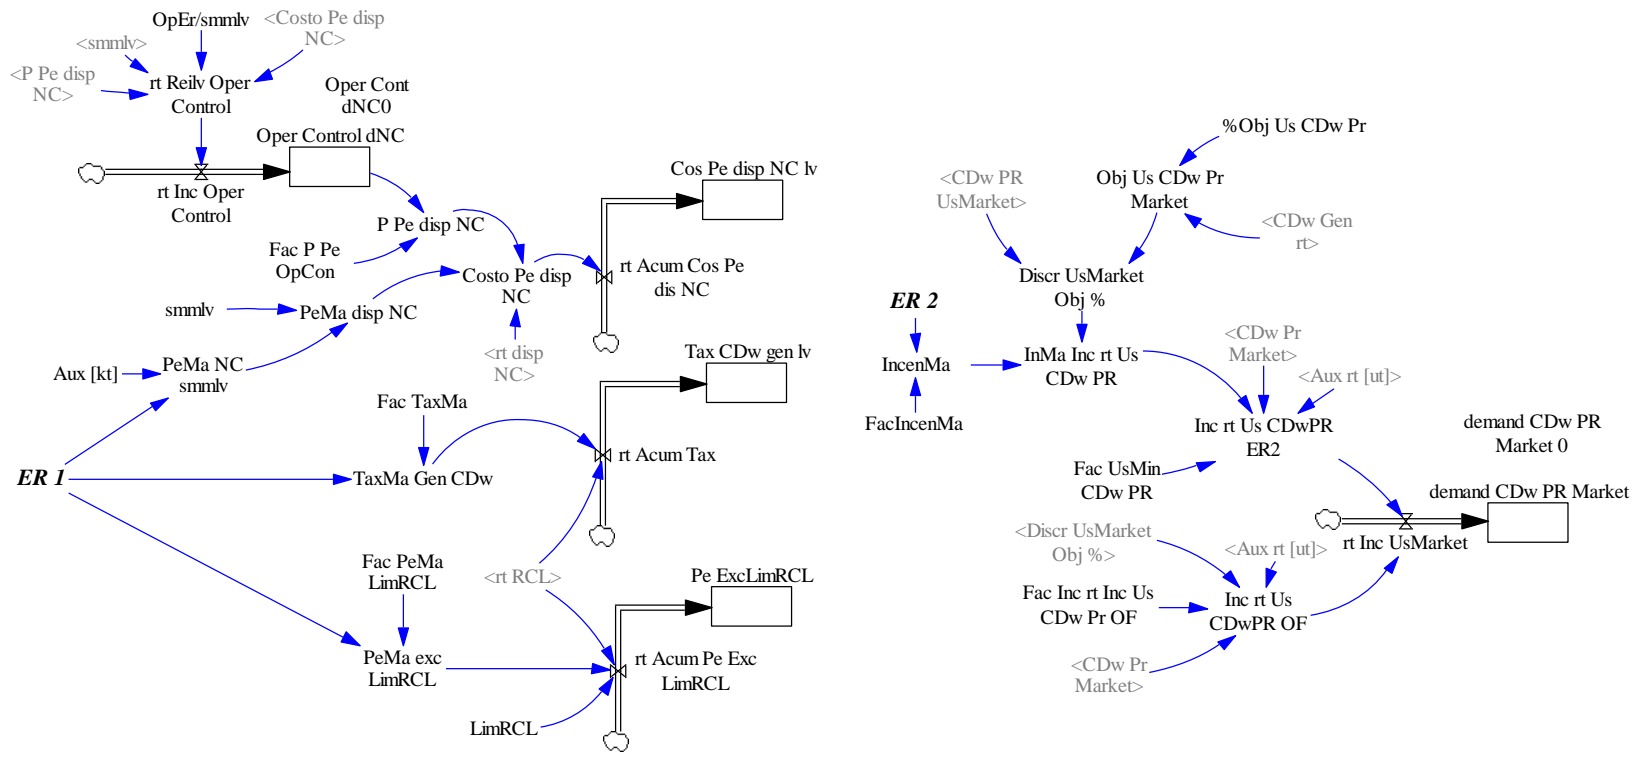 OpEr/smmlv
<Costo Pe disp
NC>
<smmlv>
<P Pe disp
NC>
rt Reilv Oper
Control
Oper Cont
dNC0
Oper Control dNC
rt Inc Oper
Control
Cos Pe disp NC lv
P Pe disp NC
Fac P Pe
OpCon
Costo Pe disp
NC
rt Acum Cos Pe
dis NC
smmlv
PeMa disp NC
<rt disp
NC>
Aux [kt]
PeMa NC
smmlv
Tax CDw gen lv
Fac TaxMa
rt Acum Tax
ER 1
TaxMa Gen CDw
Fac PeMa
LimRCL
<rt RCL>
Pe ExcLimRCL
PeMa exc
LimRCL
rt Acum Pe Exc
LimRCL
LimRCL
%Obj Us CDw Pr
<CDw PR
UsMarket>
Obj Us CDw Pr
Market
<CDw Gen
rt>
Discr UsMarket
Obj %
ER 2
IncenMa
InMa Inc rt Us
CDw PR
<CDw Pr
Market>
<Aux rt [ut]>
FacIncenMa
Inc rt Us CDwPR
ER2
demand CDw PR
Market 0
Fac UsMin
CDw PR
demand CDw PR Market
rt Inc UsMarket
<Discr UsMarket
Obj %>
<Aux rt [ut]>
Fac Inc rt Inc Us
CDw Pr OF
Inc rt Us
CDwPR OF
<CDw Pr
Market>